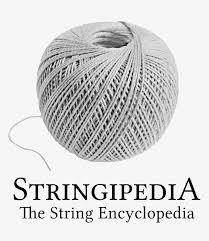 STRINGIPEDIA
The String Encyclopedia